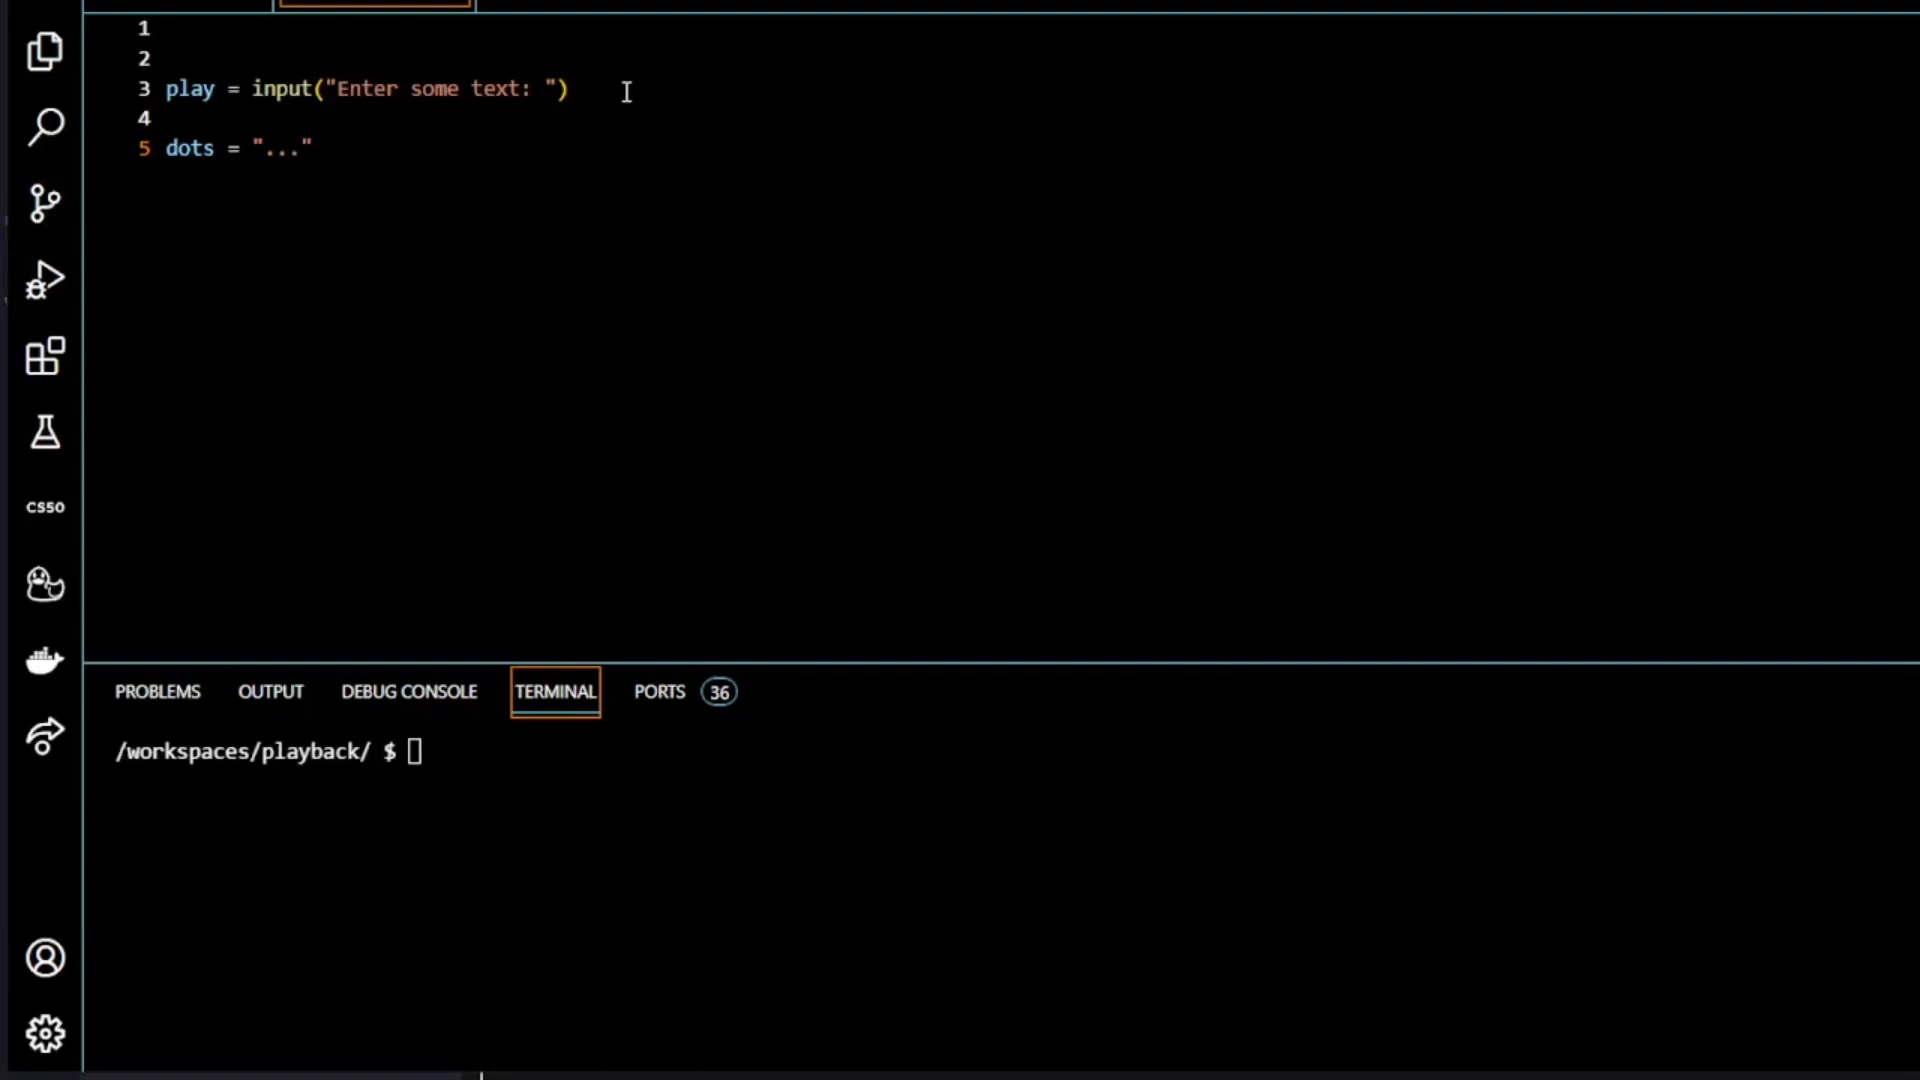 1
2
3 play = input("Enter some text: ")
4
5 dots = "..."
CS50
PROBLEMS OUTPUT DEBUG CONSOLE TERMINAL PORTS 36
/workspaces/playback/ $